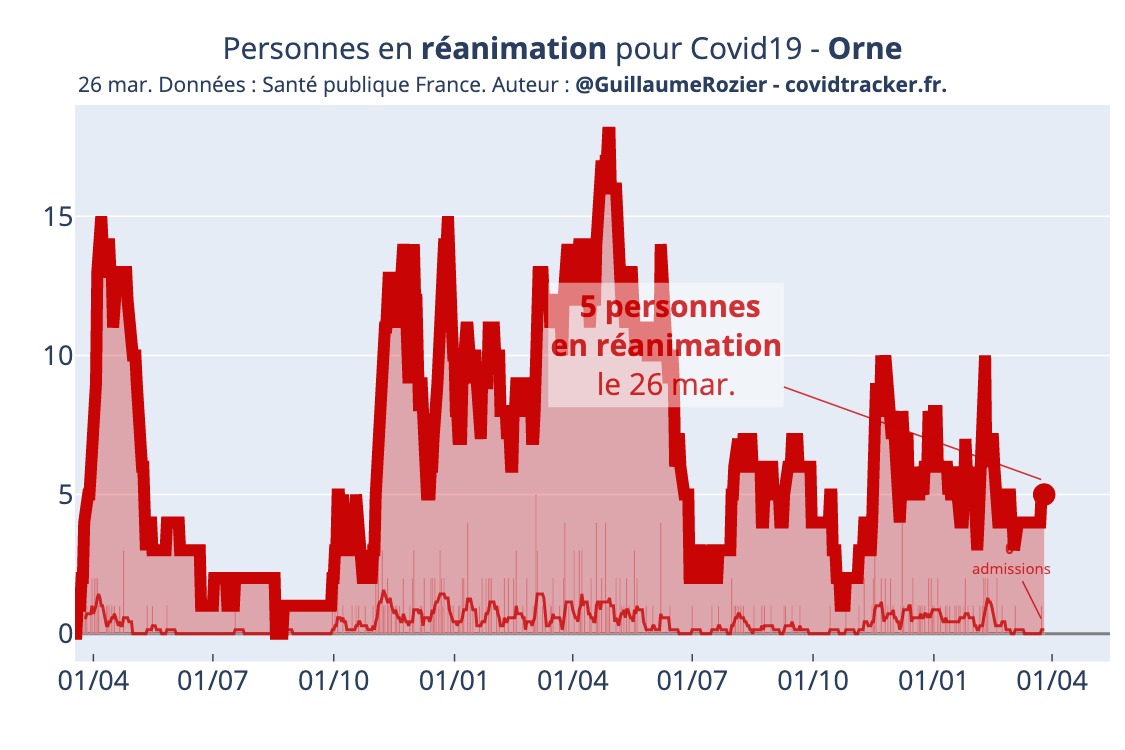 Personnes en réanimation pour Covid19 - Orne
26 mar. Données : Santé publique France. Auteur : @GuillaumeRozier - covidtracker.fr.
15
10
5
0
5 personnes
en réanimation
le 26 mar.
admissions
01/04
01/07
01/10
01/01
01/04
01/07
01/10
01/01
01/04